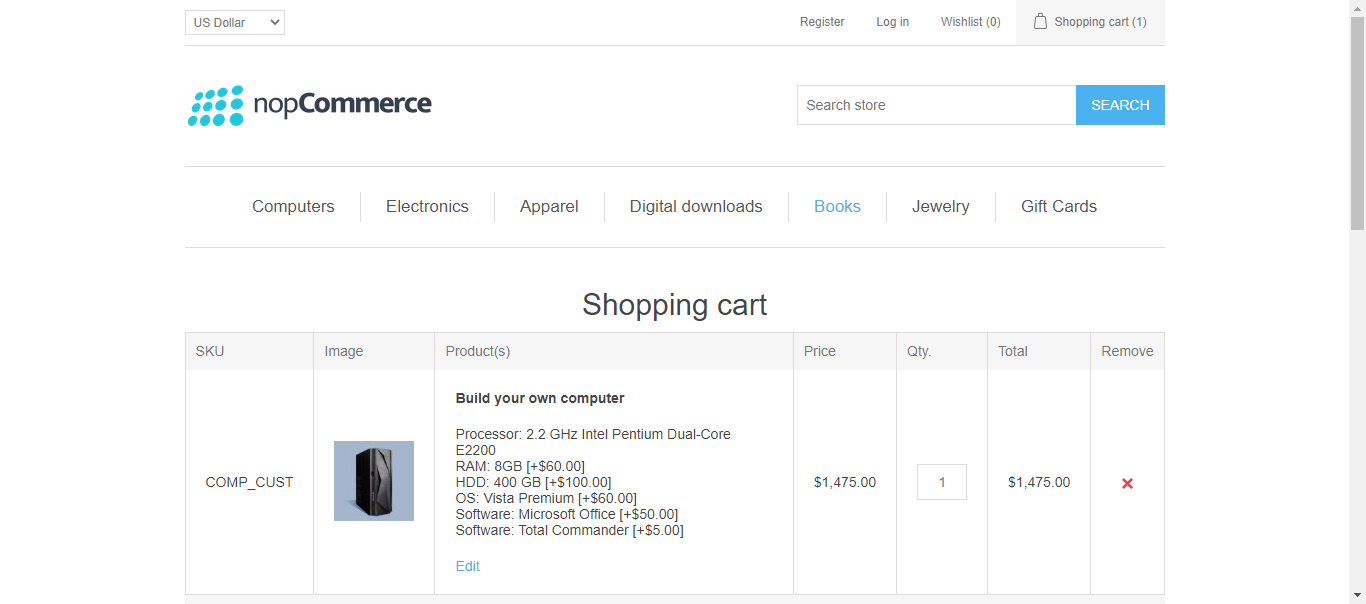 US Dollar
Register
Log in
Wishlist (0)
Shopping cart (1)
nopCommerce
Search store
SEARCH
Computers
Electronics
Apparel
Digital downloads
Books
Jewelry
Gift Cards
Shopping cart
SKU
Image
Product(s)
Price
Qty.
Total
Remove
COMP_CUST
Build your own computer
Processor: 2.2 GHz Intel Pentium Dual-Core
E2200
RAM: 8GB [+$60.00]
HDD: 400 GB [+$100.00]
OS: Vista Premium [+$60.00]
Software: Microsoft Office [+$50.00]
Software: Total Commander [+$5.00]
Edit
$1,475.00
1
$1,475.00